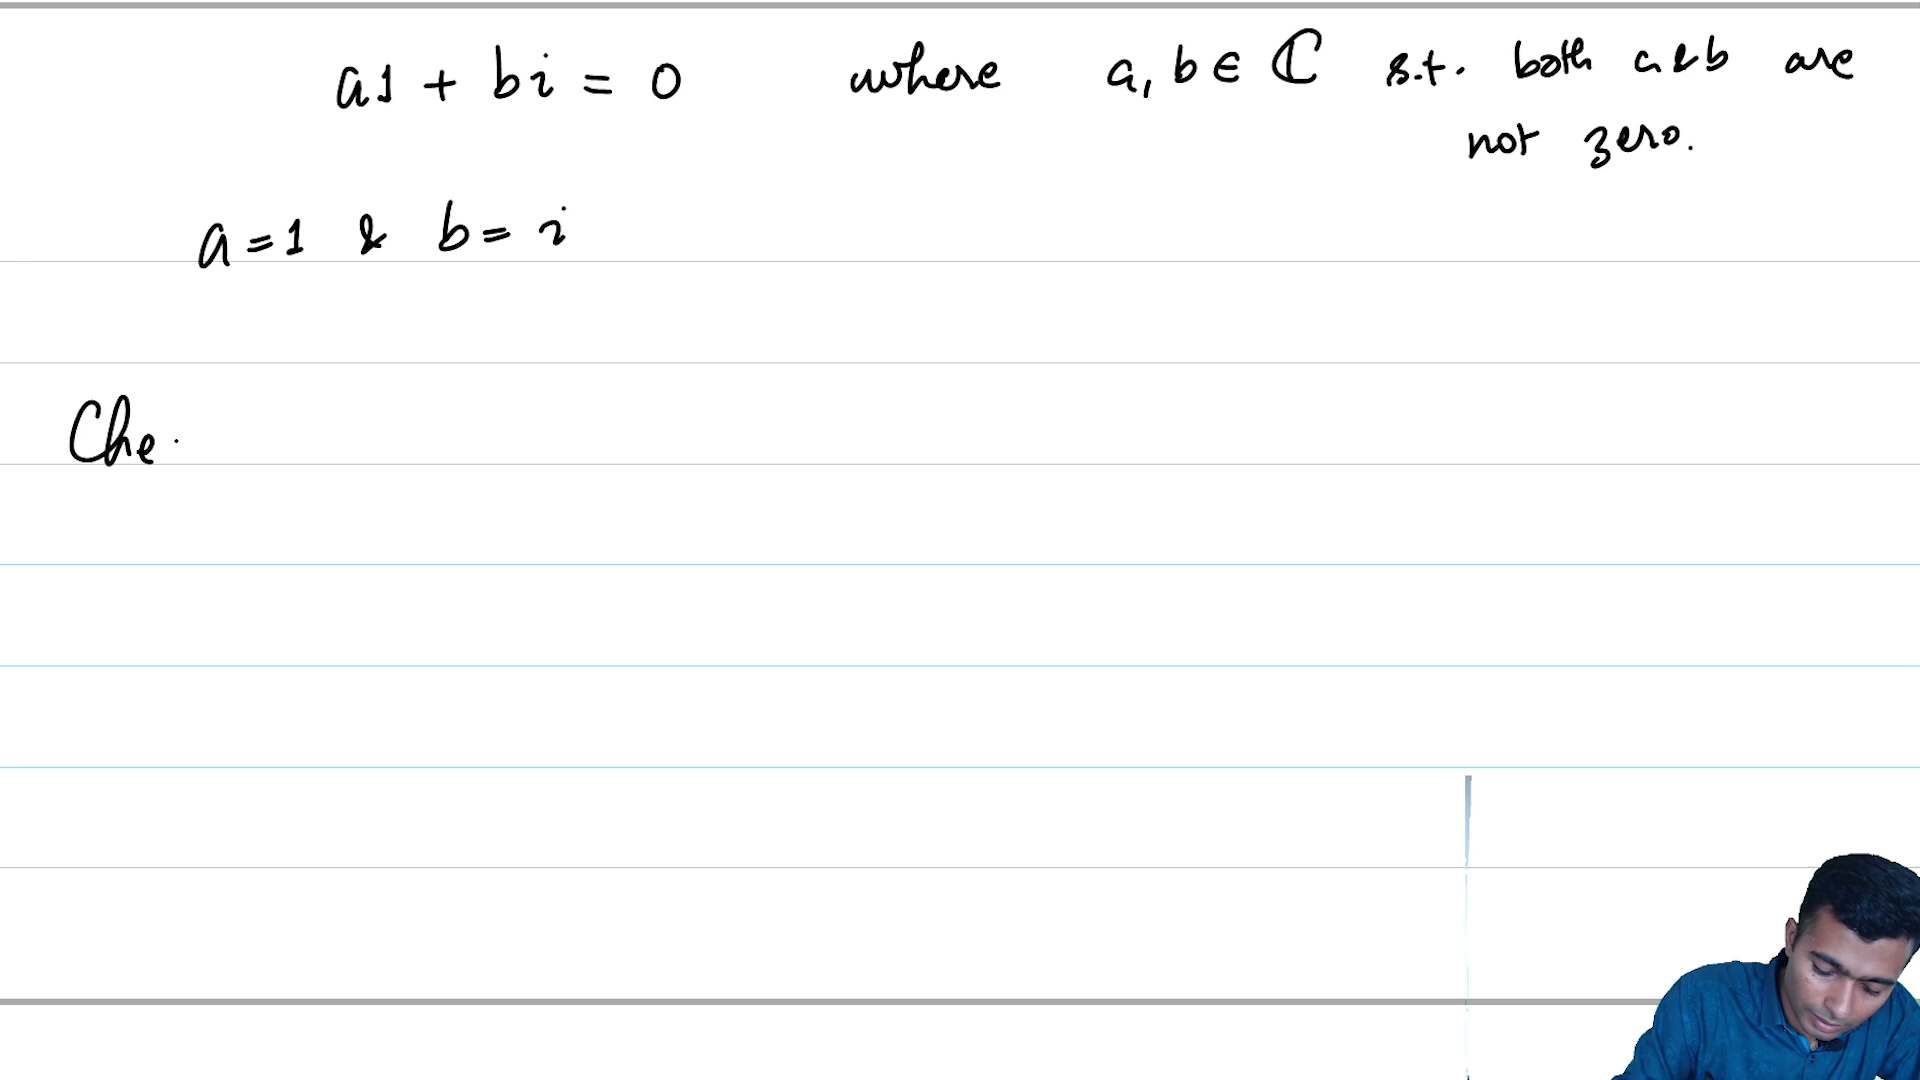 a1 + bi = 0 where a, b ∈ ℂ s.t. both a & b are
not zero.
a = 1 & b = i
Che